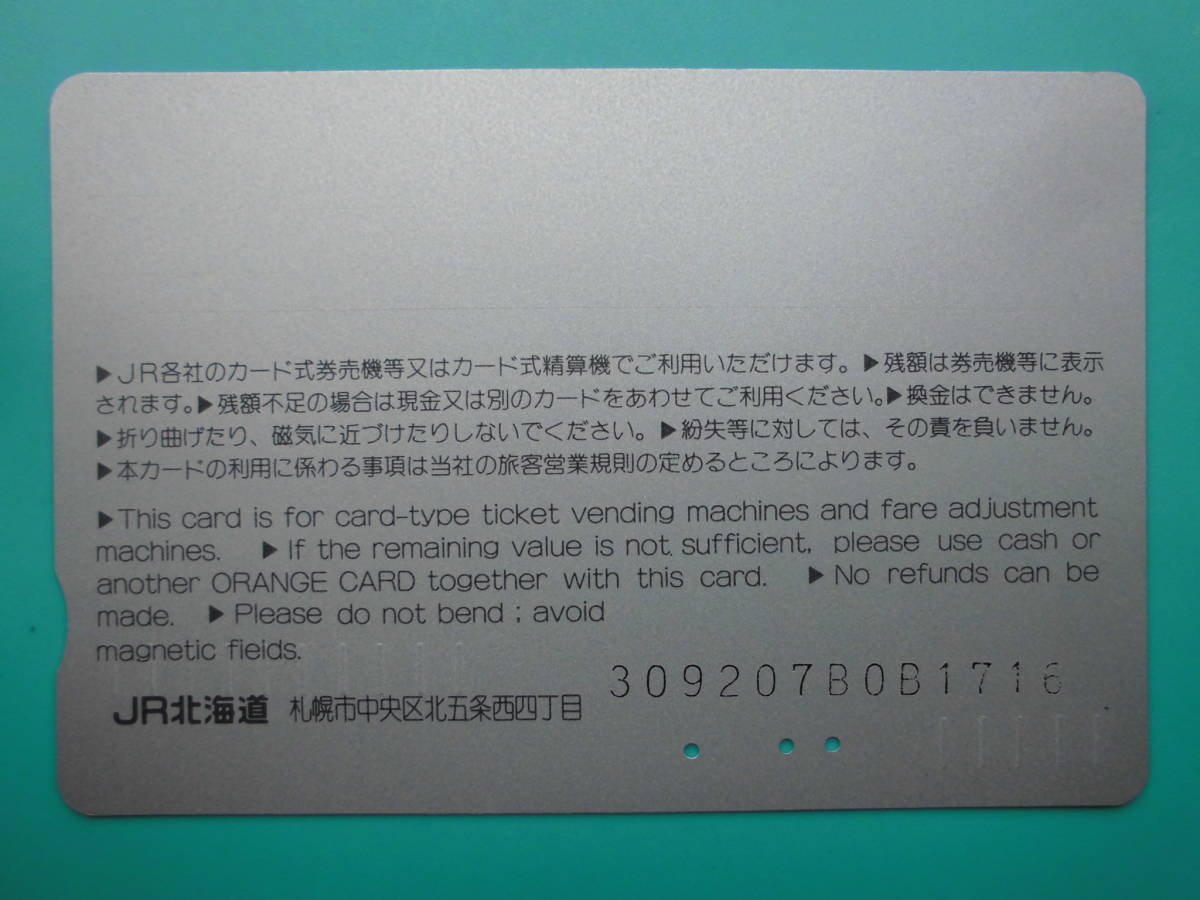 ▶JR各社のカード式券売機等又はカード式精算機でご利用いただけます。▶残額は券売機等に表示
されます。▶残額不足の場合は現金又は別のカードをあわせてご利用ください。▶換金はできません。
▶折り曲げたり、磁気に近づけたりしないでください。▶紛失等に対しては、その責を負いません。
▶本カードの利用に係わる事項は当社の旅客営業規則の定めるところによります。
▶This card is for card-type ticket vending machines and fare adjustment
machines. ▶If the remaining value is not sufficient, please use cash or
another ORANGE CARD together with this card. ▶No refunds can be
made. ▶Please do not bend; avoid
magnetic fields.
309207B0B1716
JR北海道 札幌市中央区北五条西四丁目